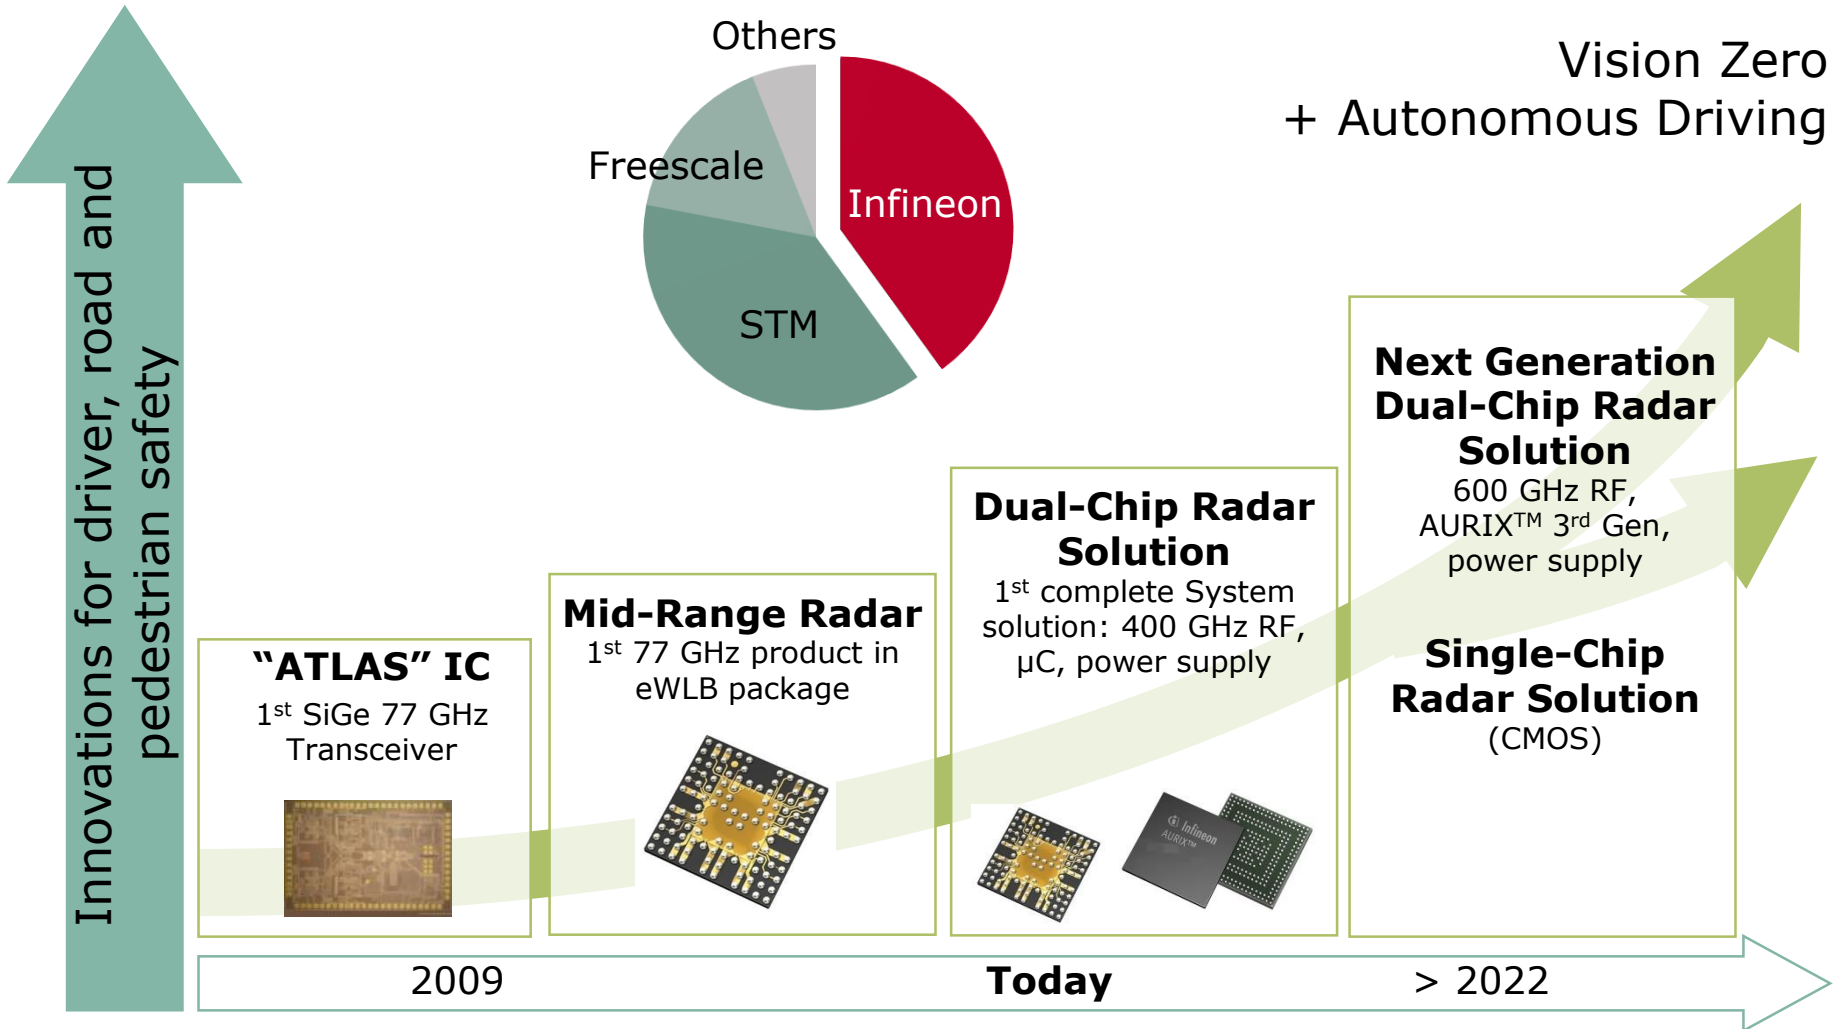 Others
Freescale
Infineon
STM
Vision Zero
+ Autonomous Driving
Innovations for driver, road and
pedestrian safety
“ATLAS” IC
1st SiGe 77 GHz
Transceiver
Mid-Range Radar
1st 77 GHz product in
eWLB package
Dual-Chip Radar
Solution
1st complete System
solution: 400 GHz RF,
µC, power supply
Infineon
AURIX™
Next Generation
Dual-Chip Radar
Solution
600 GHz RF,
AURIX™ 3rd Gen,
power supply
Single-Chip
Radar Solution
(CMOS)
2009
Today
> 2022